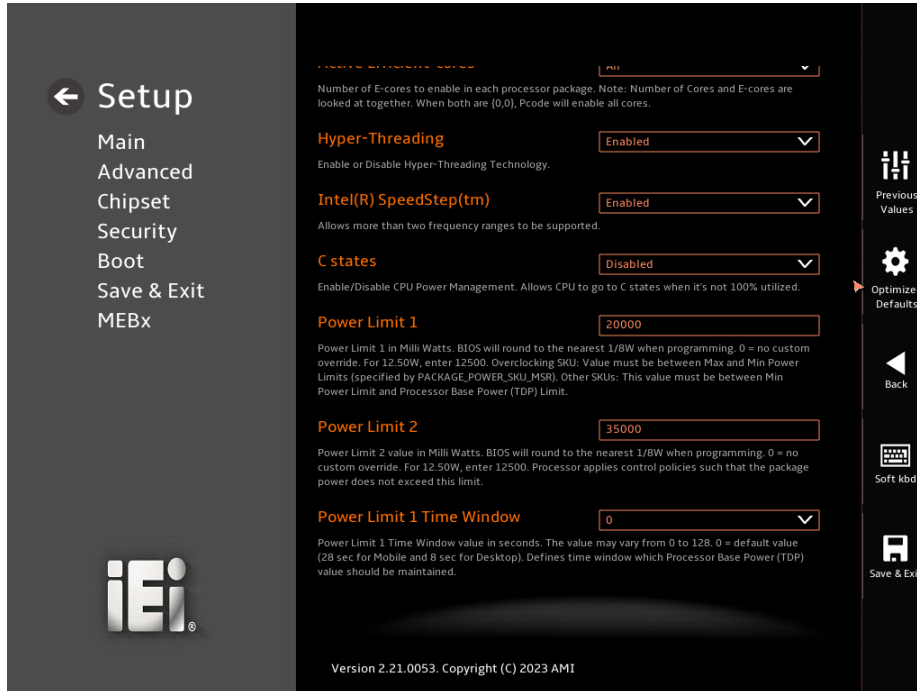 Setup
Main
Advanced
Chipset
Security
Boot
Save & Exit
MEBx
iEi®
All
Number of E-cores to enable in each processor package. Note: Number of Cores and E-cores are
looked at together. When both are {0,0}, Pcode will enable all cores.
Hyper-Threading
Enabled
Enable or Disable Hyper-Threading Technology.
Intel(R) SpeedStep(tm)
Enabled
Allows more than two frequency ranges to be supported.
C states
Disabled
Enable/Disable CPU Power Management. Allows CPU to go to C states when it's not 100% utilized.
Power Limit 1
20000
Power Limit 1 in Milli Watts. BIOS will round to the nearest 1/8W when programming. 0 = no custom
override. For 12.50W, enter 12500. Overclocking SKU: Value must be between Max and Min Power
Limits (specified by PACKAGE_POWER_SKU_MSR). Other SKUs: This value must be between Min
Power Limit and Processor Base Power (TDP) Limit.
Power Limit 2
35000
Power Limit 2 value in Milli Watts. BIOS will round to the nearest 1/8W when programming. 0 = no
custom override. For 12.50W, enter 12500. Processor applies control policies such that the package
power does not exceed this limit.
Power Limit 1 Time Window
0
Power Limit 1 Time Window value in seconds. The value may vary from 0 to 128. 0 = default value
(28 sec for Mobile and 8 sec for Desktop). Defines time window which Processor Base Power (TDP)
value should be maintained.
Version 2.21.0053. Copyright (C) 2023 AMI
Previous
Values
Optimize
Defaults
Back
Soft kbd
Save & Exi